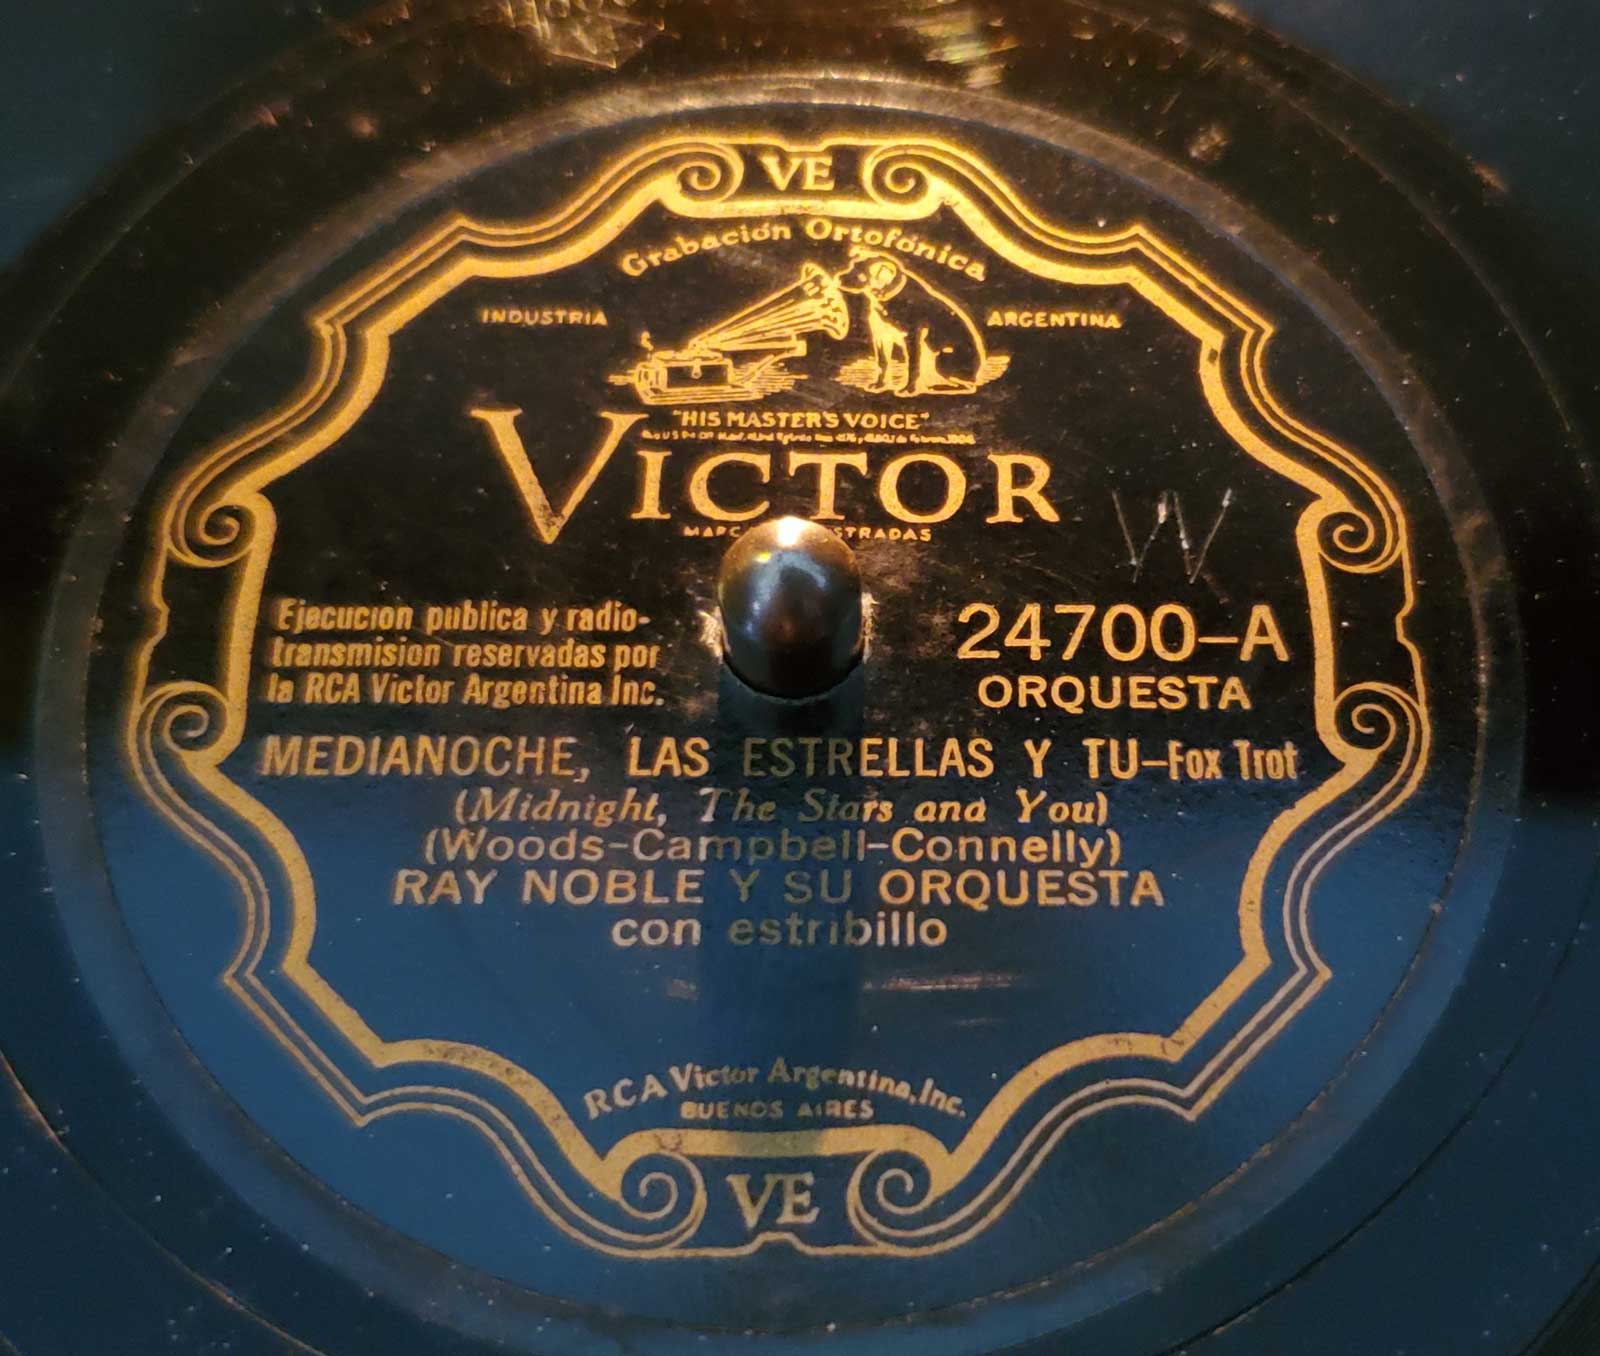 VE
Grabación Ortofónica
INDUSTRIA ARGENTINA
"HIS MASTER'S VOICE"
VICTOR
W
Ejecucion publica y radio-
transmision reservadas por
la RCA Victor Argentina Inc.
24700-A
ORQUESTA
MEDIANOCHE, LAS ESTRELLAS Y TU-Fox Trot
(Midnight, The Stars and You)
(Woods-Campbell-Connelly)
RAY NOBLE Y SU ORQUESTA
con estribillo
RCA Victor Argentina, Inc.
BUENOS AIRES
VE